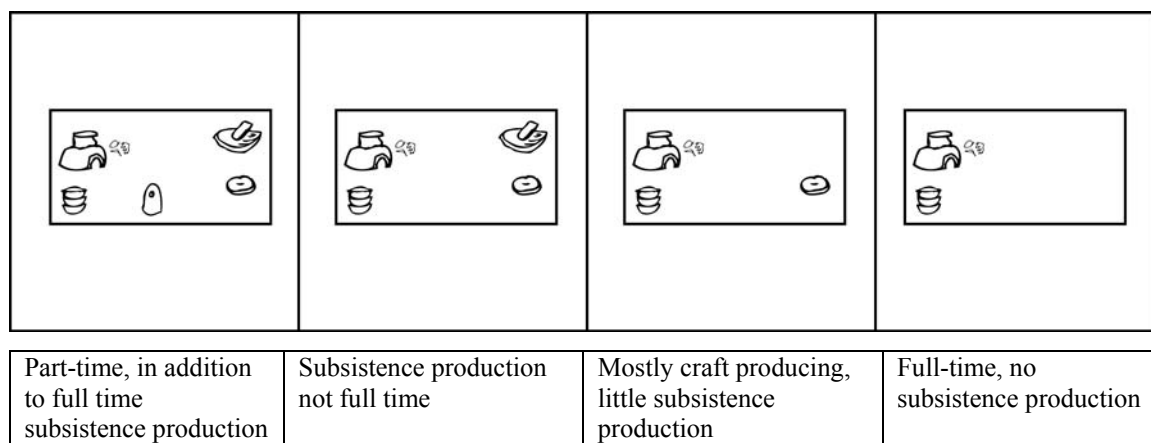 Part-time, in addition
to full time
subsistence production
Subsistence production
not full time
Mostly craft producing,
little subsistence
production
Full-time, no
subsistence production